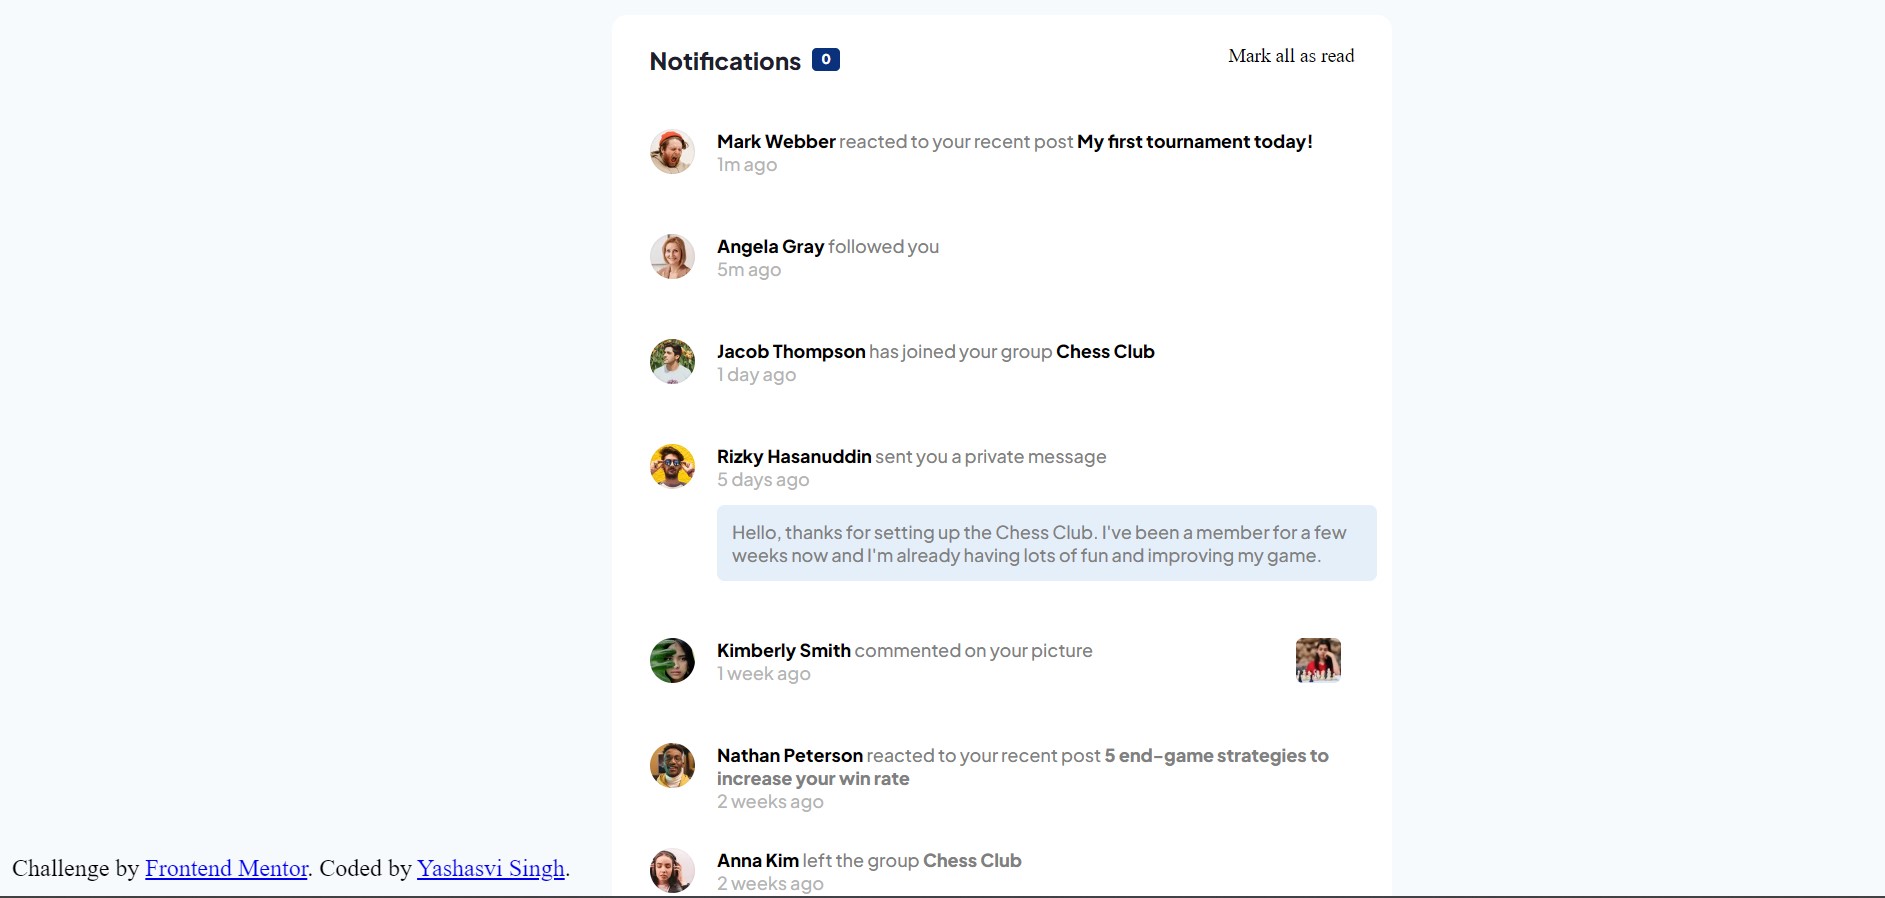 Notifications 0
Mark all as read
Mark Webber reacted to your recent post My first tournament today!
1m ago
Angela Gray followed you
5m ago
Jacob Thompson has joined your group Chess Club
1 day ago
Rizky Hasanuddin sent you a private message
5 days ago
Hello, thanks for setting up the Chess Club. I've been a member for a few
weeks now and I'm already having lots of fun and improving my game.
Kimberly Smith commented on your picture
1 week ago
Nathan Peterson reacted to your recent post 5 end-game strategies to
increase your win rate
2 weeks ago
Anna Kim left the group Chess Club
2 weeks ago
Challenge by Frontend Mentor. Coded by Yashasvi Singh.